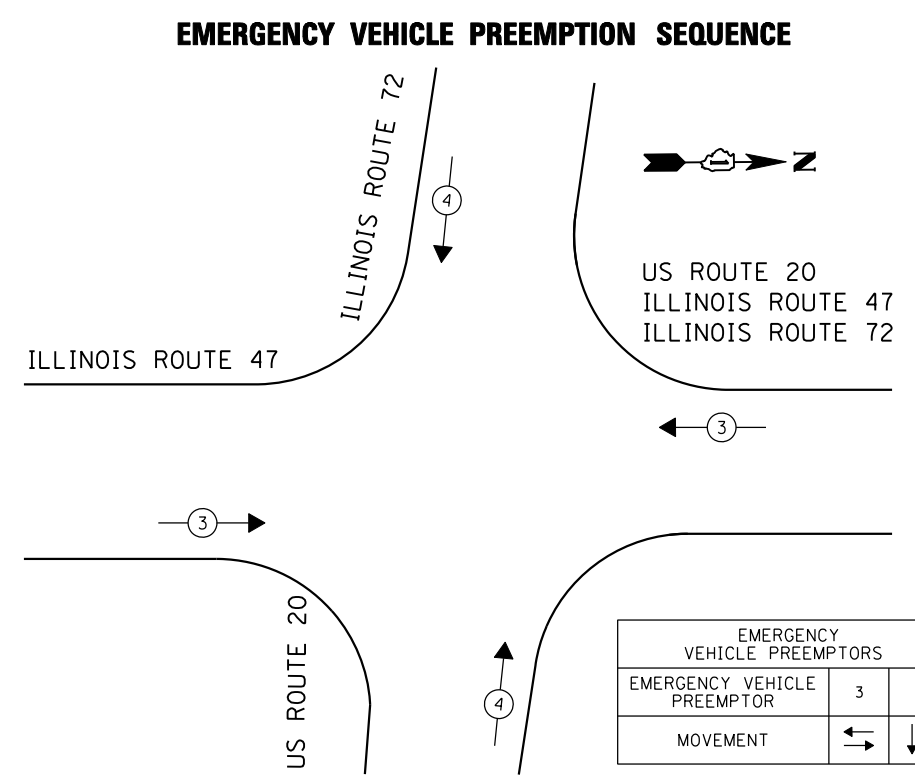 EMERGENCY VEHICLE PREEMPTION SEQUENCE
ILLINOIS ROUTE 72
4
N
US ROUTE 20
ILLINOIS ROUTE 47
ILLINOIS ROUTE 72
ILLINOIS ROUTE 47
3
3
US ROUTE 20
4
EMERGENCY
VEHICLE PREEMPTORS
EMERGENCY VEHICLE
PREEMPTOR
3
MOVEMENT